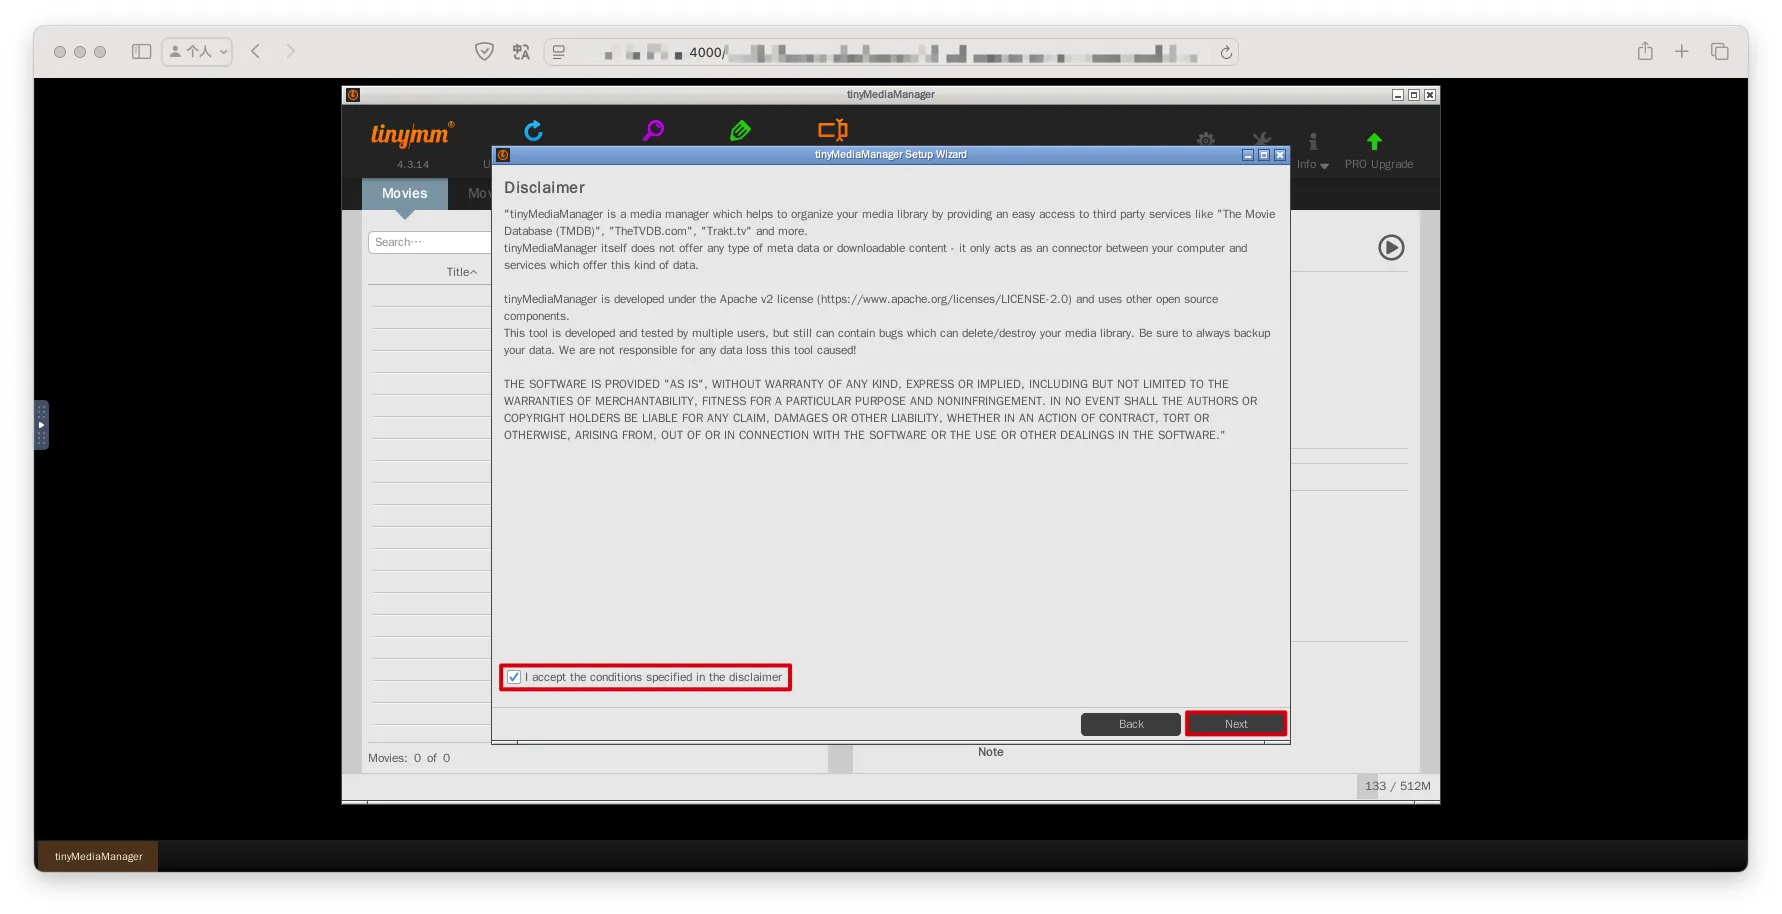 个人
4000/
tinyMediaManager
tinymm®
4.3.14
U
Info
PRO Upgrade
tinyMediaManager Setup Wizard
Movies
Mov
Disclaimer
"tinyMediaManager is a media manager which helps to organize your media library by providing an easy access to third party services like "The Movie
Database (TMDB)", "TheTVDB.com", "Trakt.tv" and more.
tinyMediaManager itself does not offer any type of meta data or downloadable content - it only acts as an connector between your computer and
services which offer this kind of data.
tinyMediaManager is developed under the Apache v2 license (https://www.apache.org/licenses/LICENSE-2.0) and uses other open source
components.
This tool is developed and tested by multiple users, but still can contain bugs which can delete/destroy your media library. Be sure to always backup
your data. We are not responsible for any data loss this tool caused!
THE SOFTWARE IS PROVIDED "AS IS", WITHOUT WARRANTY OF ANY KIND, EXPRESS OR IMPLIED, INCLUDING BUT NOT LIMITED TO THE
WARRANTIES OF MERCHANTABILITY, FITNESS FOR A PARTICULAR PURPOSE AND NONINFRINGEMENT. IN NO EVENT SHALL THE AUTHORS OR
COPYRIGHT HOLDERS BE LIABLE FOR ANY CLAIM, DAMAGES OR OTHER LIABILITY, WHETHER IN AN ACTION OF CONTRACT, TORT OR
OTHERWISE, ARISING FROM, OUT OF OR IN CONNECTION WITH THE SOFTWARE OR THE USE OR OTHER DEALINGS IN THE SOFTWARE."
Search…
Title
I accept the conditions specified in the disclaimer
Back
Next
Note
Movies: 0 of 0
133 / 512M
tinyMediaManager